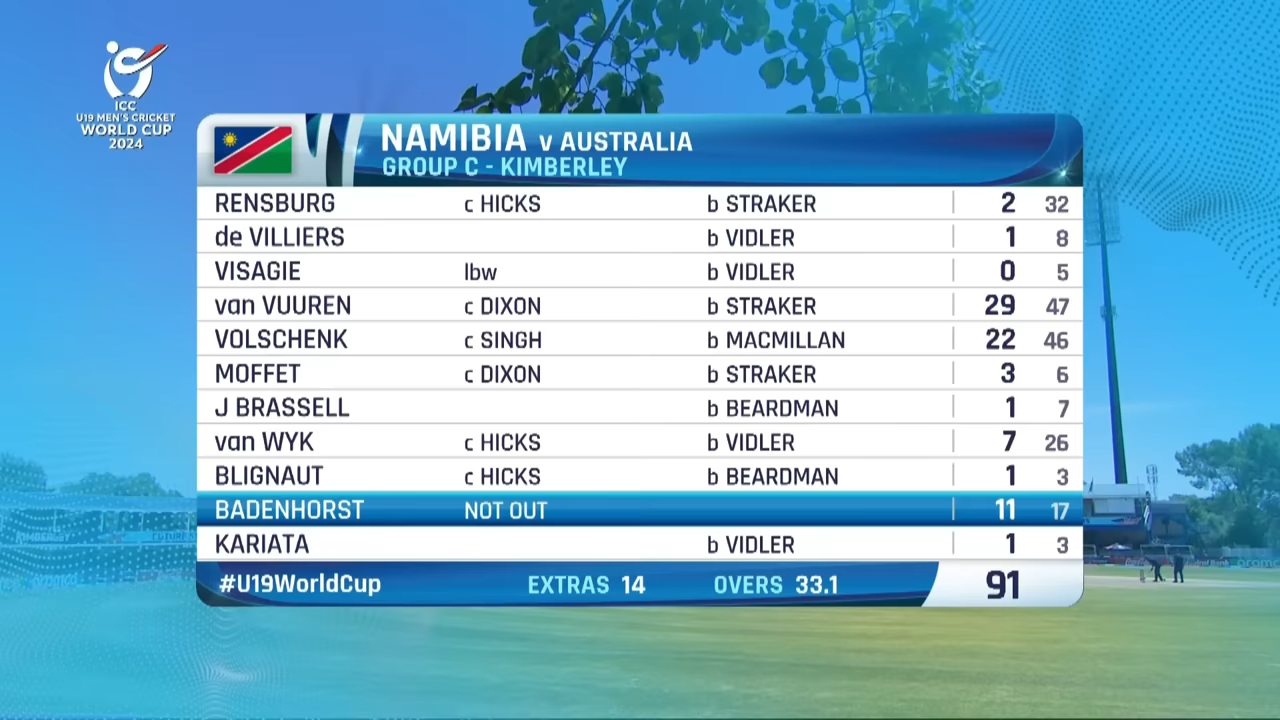 ICC
U19 MEN'S CRICKET
WORLD CUP
2024
NAMIBIA v AUSTRALIA
GROUP C - KIMBERLEY
RENSBURG c HICKS b STRAKER 2 32
de VILLIERS b VIDLER 1 8
VISAGIE lbw b VIDLER 0 5
van VUUREN c DIXON b STRAKER 29 47
VOLSCHENK c SINGH b MACMILLAN 22 46
MOFFET c DIXON b STRAKER 3 6
J BRASSELL b BEARDMAN 1 7
van WYK c HICKS b VIDLER 7 26
BLIGNAUT c HICKS b BEARDMAN 1 3
BADENHORST NOT OUT 11 17
KARIATA b VIDLER 1 3
#U19WorldCup EXTRAS 14 OVERS 33.1 91
KIMBERLEY